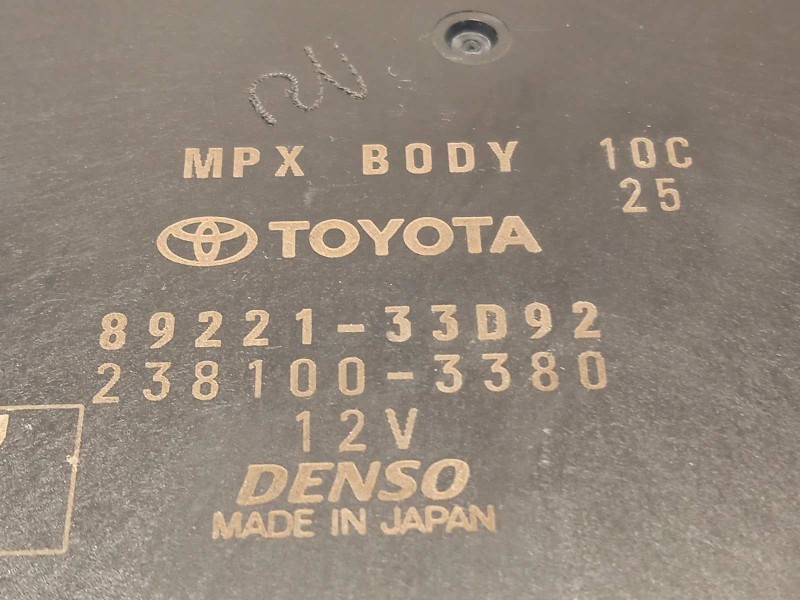 MPX BODY 10C
25
TOYOTA
89221-33D92
238100-3380
12V
DENSO
MADE IN JAPAN